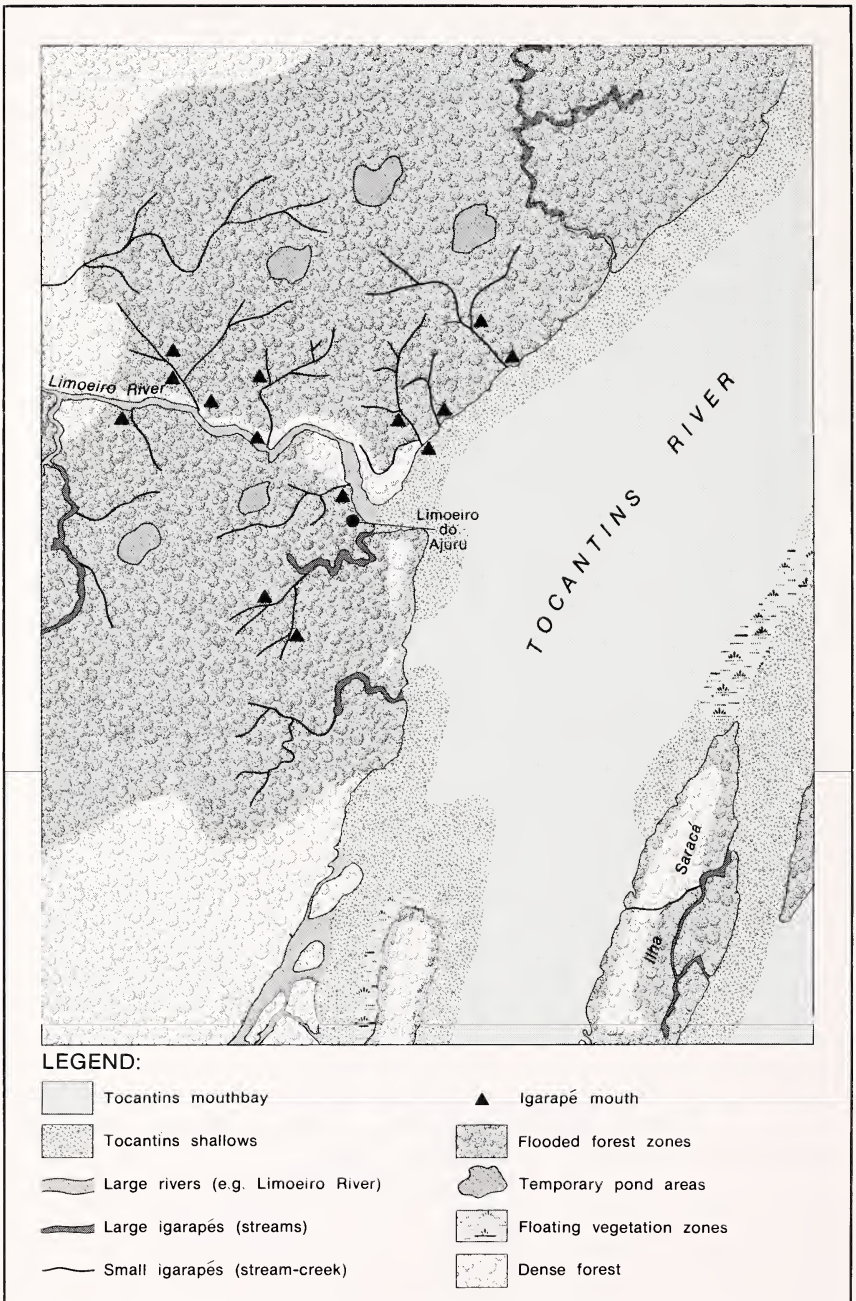 Limoeiro River
Limoeiro
do
Ajuru
TOCANTINS RIVER
Ilha Saracá
LEGEND:
Tocantins mouthbay
Tocantins shallows
Large rivers (e.g. Limoeiro River)
Large igarapés (streams)
Small igarapés (stream-creek)
Igarapé mouth
Flooded forest zones
Temporary pond areas
Floating vegetation zones
Dense forest